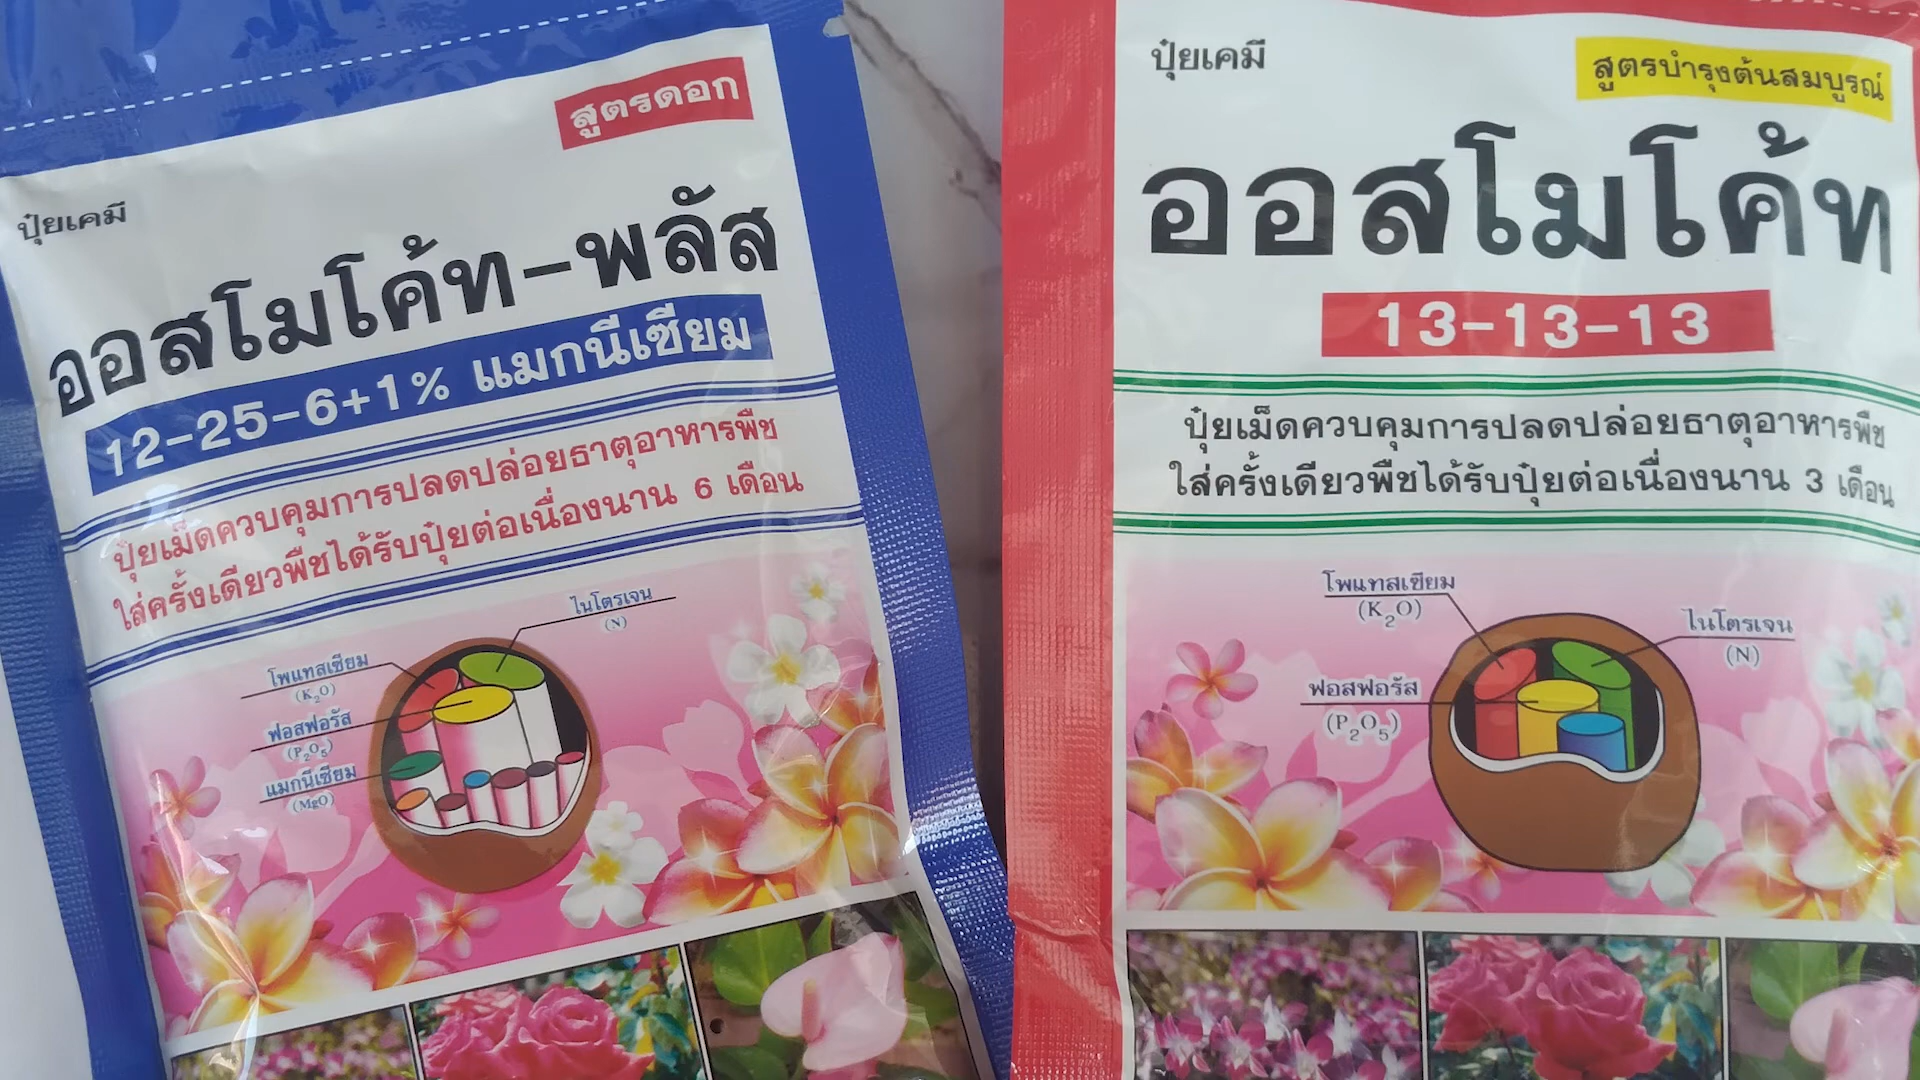 สูตรดอก
ปุ๋ยเคมี
ออสโมโค้ท-พลัส
12-25-6+1% แมกนีเซียม
ปุ๋ยเม็ดควบคุมการปลดปล่อยธาตุอาหารพืช
ใส่ครั้งเดียวพืชได้รับปุ๋ยต่อเนื่องนาน 6 เดือน
ไนโตรเจน
(N)
โพแทสเซียม
(K₂O)
ฟอสฟอรัส
(P₂O₅)
แมกนีเซียม
(MgO)
ปุ๋ยเคมี
สูตรบำรุงต้นสมบูรณ์
ออสโมโค้ท
13-13-13
ปุ๋ยเม็ดควบคุมการปลดปล่อยธาตุอาหารพืช
ใส่ครั้งเดียวพืชได้รับปุ๋ยต่อเนื่องนาน 3 เดือน
โพแทสเซียม
(K₂O)
ไนโตรเจน
(N)
ฟอสฟอรัส
(P₂O₅)